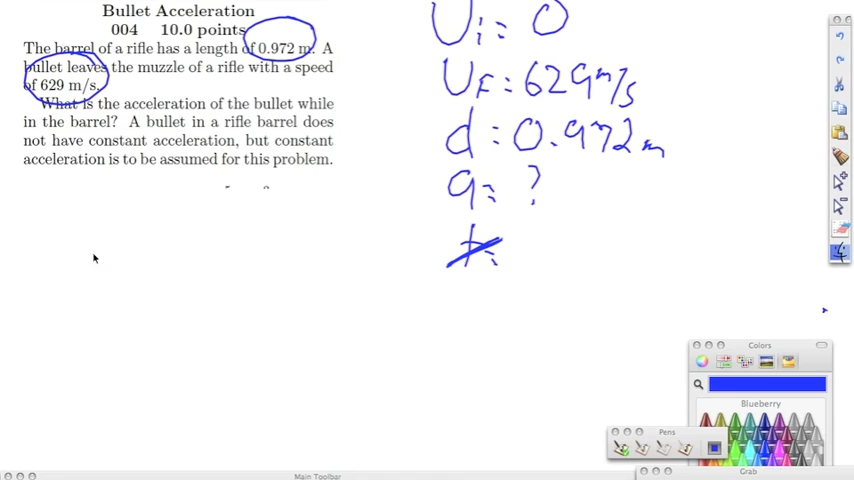 Bullet Acceleration
004 10.0 points
The barrel of a rifle has a length of 0.972 m. A
bullet leaves the muzzle of a rifle with a speed
of 629 m/s.
What is the acceleration of the bullet while
in the barrel? A bullet in a rifle barrel does
not have constant acceleration, but constant
acceleration is to be assumed for this problem.
Ui = 0
UF = 629 m/s
d = 0.972 m
a = ?
t =
Colors
Blueberry
Pens
Grab
Main Toolbar